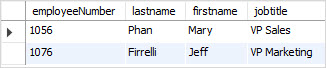 employeeNumber lastname firstname jobtitle
1056 Phan Mary VP Sales
1076 Firrelli Jeff VP Marketing